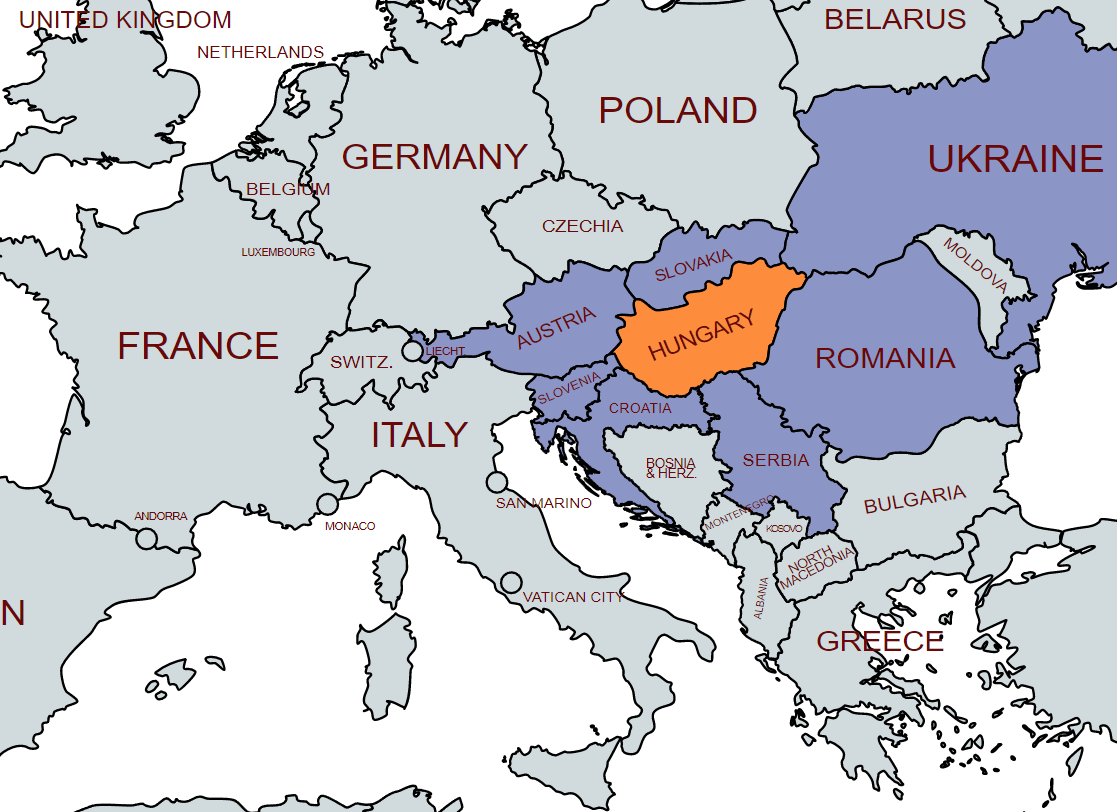 UNITED KINGDOM
BELARUS
NETHERLANDS
POLAND
GERMANY
UKRAINE
BELGIUM
CZECHIA
LUXEMBOURG
SLOVAKIA
MOLDOVA
AUSTRIA
HUNGARY
FRANCE
LIECHT.
SWITZ.
ROMANIA
SLOVENIA
CROATIA
ITALY
BOSNIA
& HERZ.
SERBIA
SAN MARINO
BULGARIA
ANDORRA
MONACO
MONTENEGRO
KOSOVO
NORTH
MACEDONIA
VATICAN CITY
ALBANIA
N
GREECE